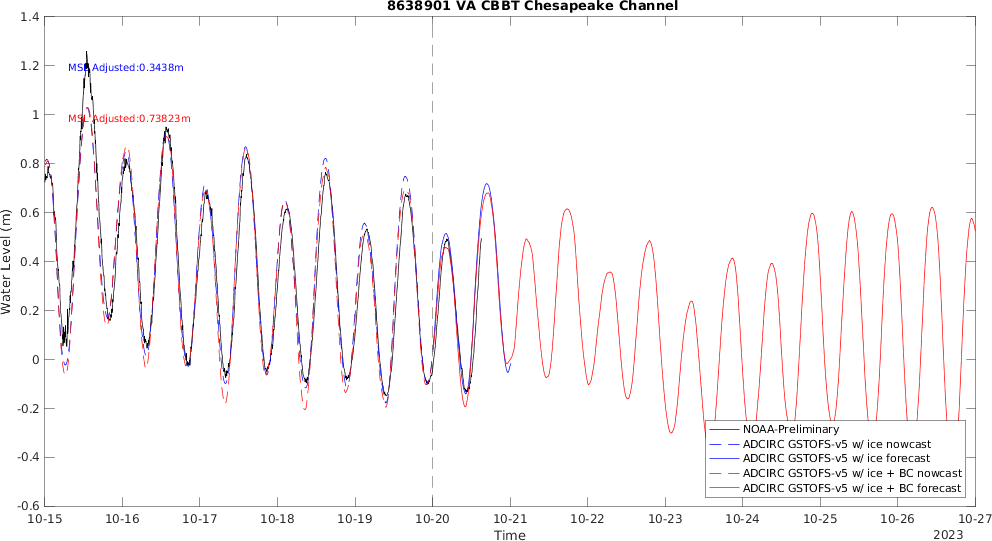 8638901 VA CBBT Chesapeake Channel
1.4
1.2
1
0.8
0.6
0.4
0.2
0
-0.2
-0.4
-0.6
Water Level (m)
MSL Adjusted:0.3438m
MSL Adjusted:0.73823m
NOAA-Preliminary
ADCIRC GSTOFS-v5 w/ ice nowcast
ADCIRC GSTOFS-v5 w/ ice forecast
ADCIRC GSTOFS-v5 w/ ice + BC nowcast
ADCIRC GSTOFS-v5 w/ ice + BC forecast
10-15 10-16 10-17 10-18 10-19 10-20 10-21 10-22 10-23 10-24 10-25 10-26 10-27
Time
2023